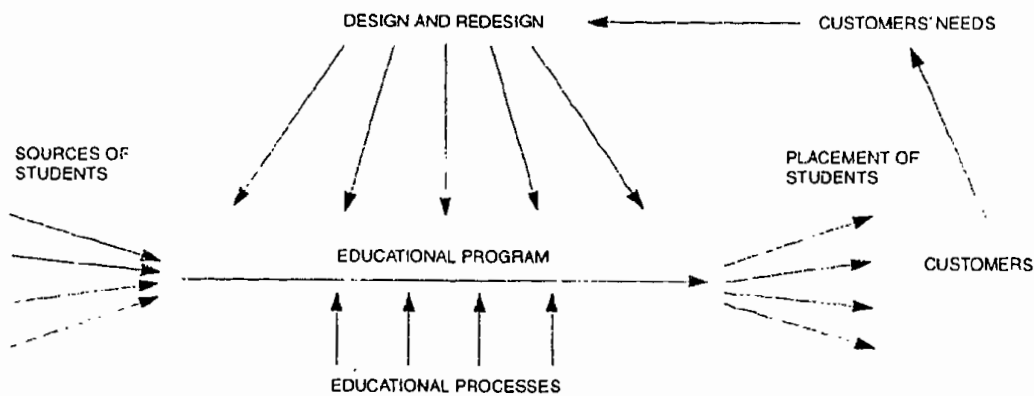 DESIGN AND REDESIGN
CUSTOMERS' NEEDS
SOURCES OF
STUDENTS
PLACEMENT OF
STUDENTS
EDUCATIONAL PROGRAM
CUSTOMERS
EDUCATIONAL PROCESSES